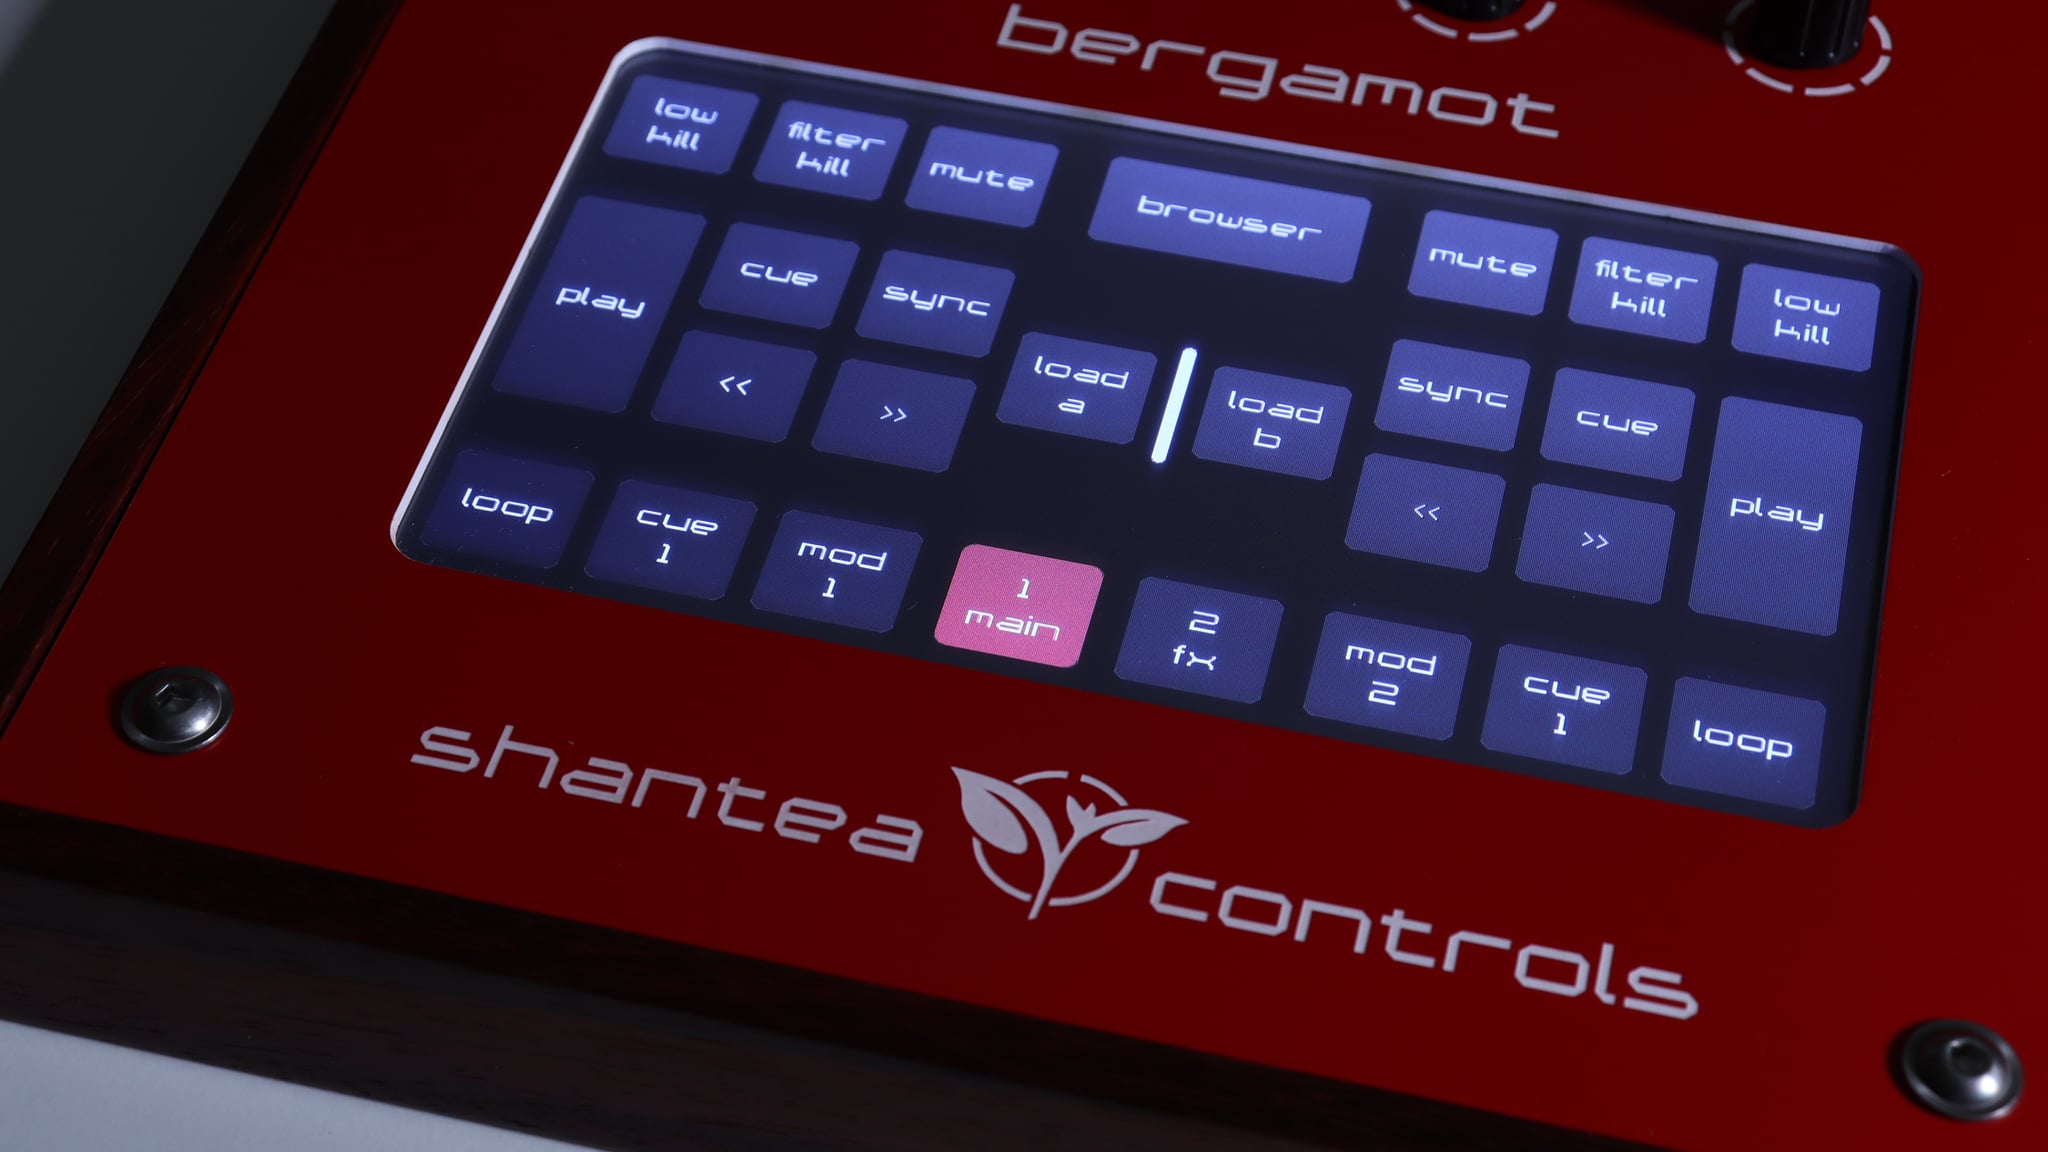 bergamot
low
kill
filter
kill
mute
browser
mute
filter
kill
low
kill
play
cue
sync
<<
>>
load
a
load
b
sync
cue
<<
>>
play
loop
cue
1
mod
1
1
main
2
fx
mod
2
cue
1
loop
shantea controls